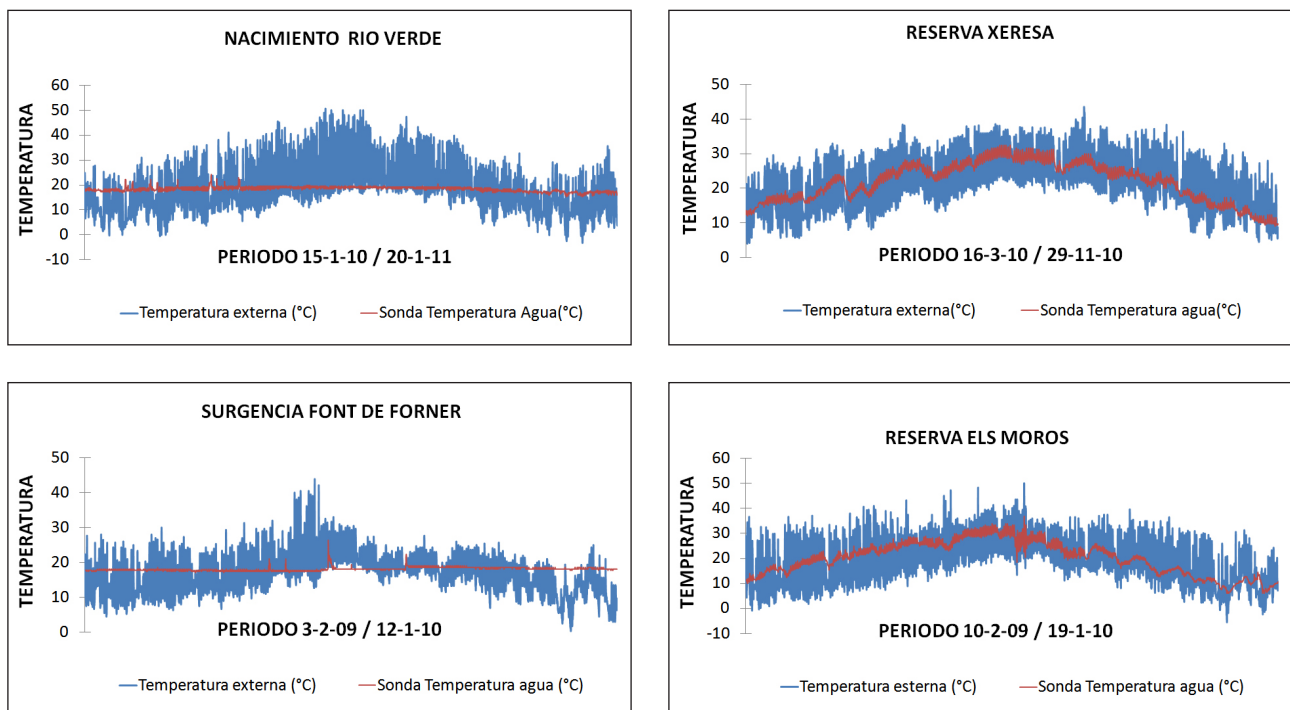 NACIMIENTO RIO VERDE
TEMPERATURA
60
50
40
30
20
10
0
-10
PERIODO 15-1-10 / 20-1-11
Temperatura externa (°C) Sonda Temperatura Agua(°C)
RESERVA XERESA
TEMPERATURA
50
40
30
20
10
0
PERIODO 16-3-10 / 29-11-10
Temperatura externa(°C) Sonda Temperatura agua(°C)
SURGENCIA FONT DE FORNER
TEMPERATURA
50
40
30
20
10
0
PERIODO 3-2-09 / 12-1-10
Temperatura externa (°C) Sonda Temperatura agua (°C)
RESERVA ELS MOROS
TEMPERATURA
60
50
40
30
20
10
0
-10
PERIODO 10-2-09 / 19-1-10
Temperatura esterna (°C) Sonda Temperatura agua (°C)